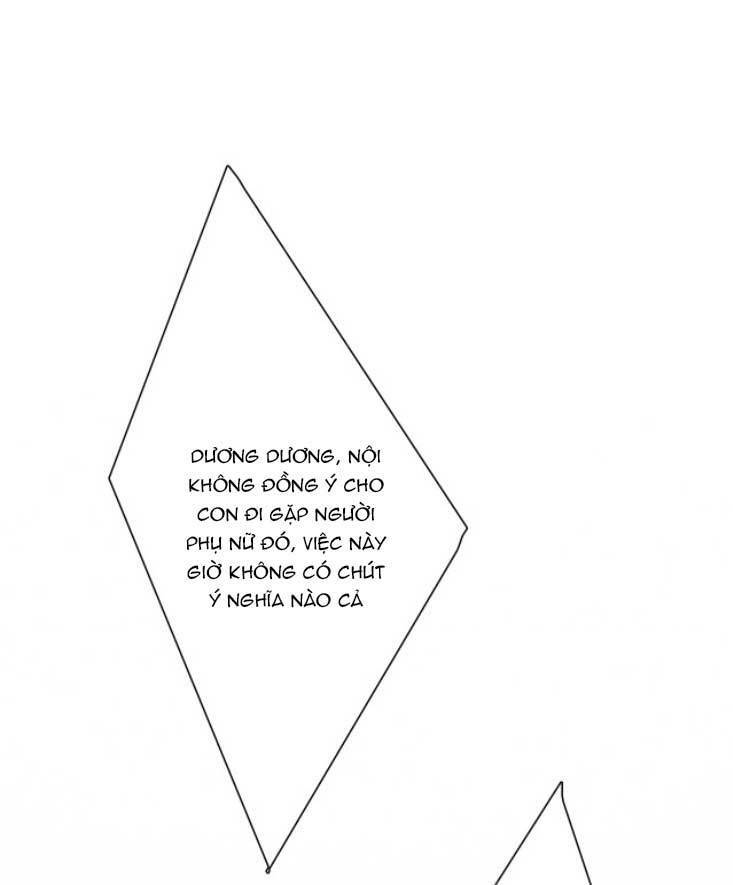 DƯƠNG DƯƠNG, NỘI
KHÔNG ĐỒNG Ý CHO
CON ĐI GẶP NGƯỜI
PHỤ NỮ ĐÓ, VIỆC NÀY
GIỜ KHÔNG CÓ CHÚT
Ý NGHĨA NÀO CẢ